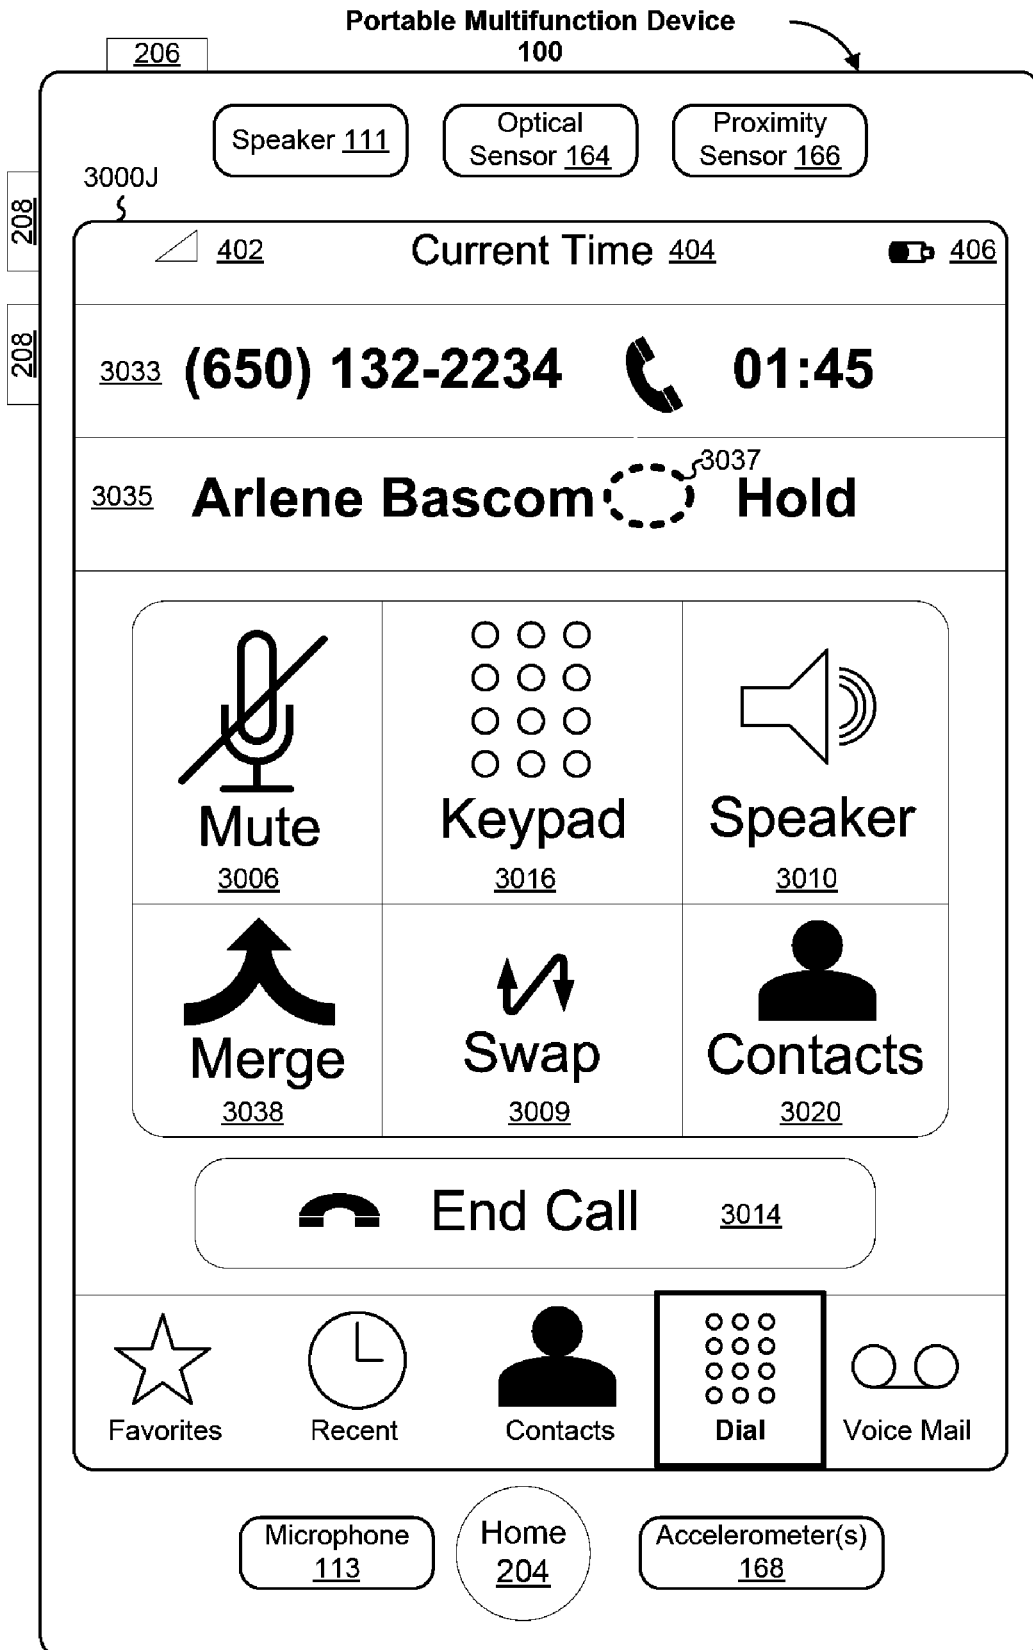 Portable Multifunction Device
100
206
Speaker 111
Optical
Sensor 164
Proximity
Sensor 166
3000J
208
402
Current Time 404
406
208
3033
(650) 132-2234
01:45
3037
3035
Arlene Bascom
Hold
Mute
Keypad
Speaker
3006
3016
3010
Merge
Swap
Contacts
3038
3009
3020
End Call
3014
Favorites
Recent
Contacts
Dial
Voice Mail
Microphone
113
Home
204
Accelerometer(s)
168